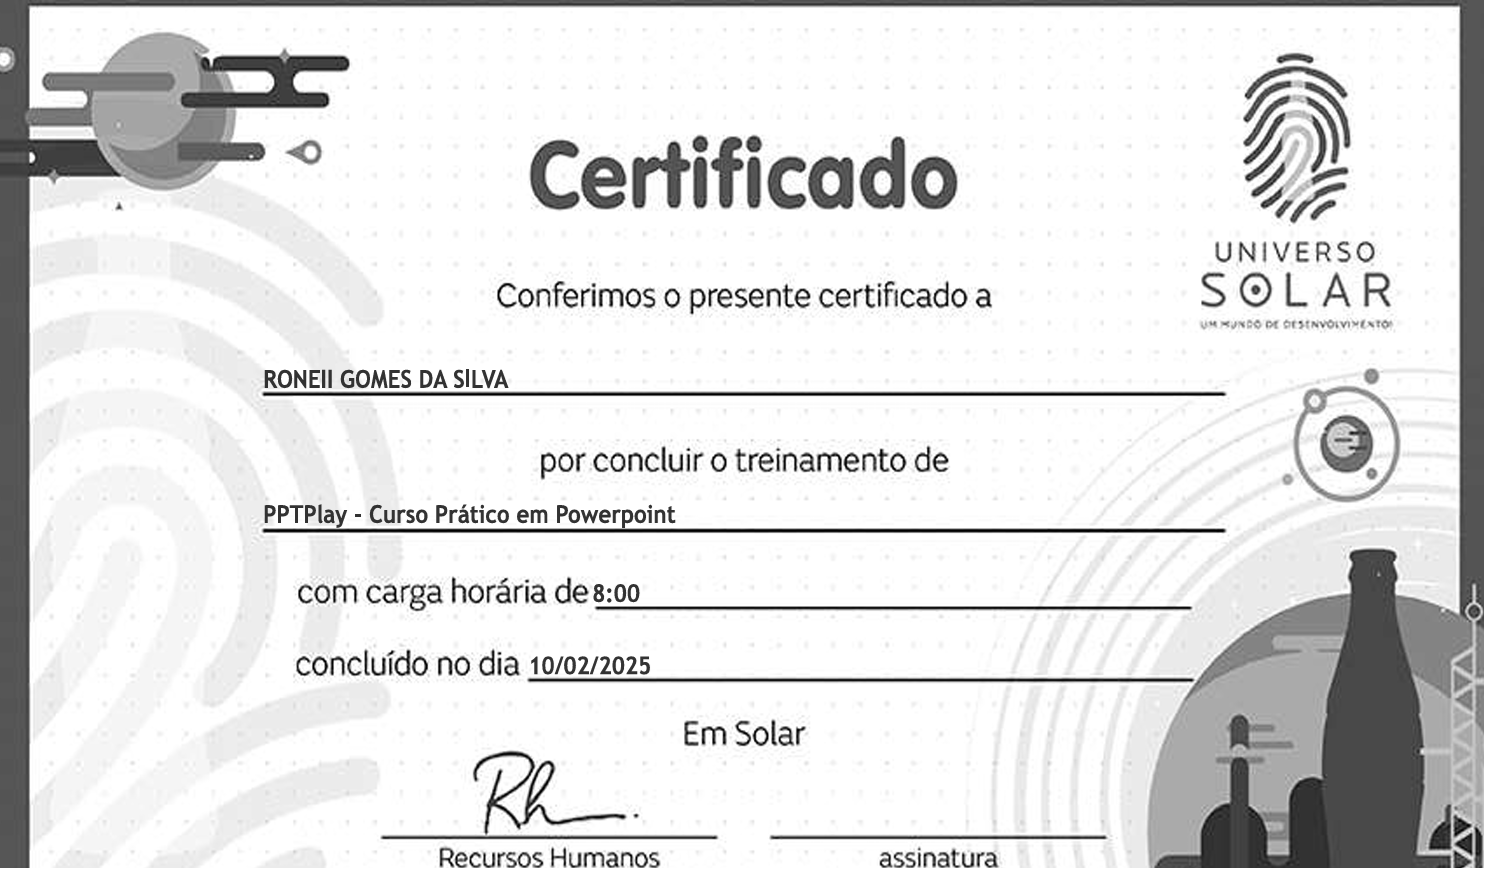 Certificado
UNIVERSO
SOLAR
UM MUNDO DE DESENVOLVIMENTO!
Conferimos o presente certificado a
RONEII GOMES DA SILVA
por concluir o treinamento de
PPTPlay - Curso Prático em Powerpoint
com carga horária de 8:00
concluído no dia 10/02/2025
Em Solar
Rh
Recursos Humanos
assinatura